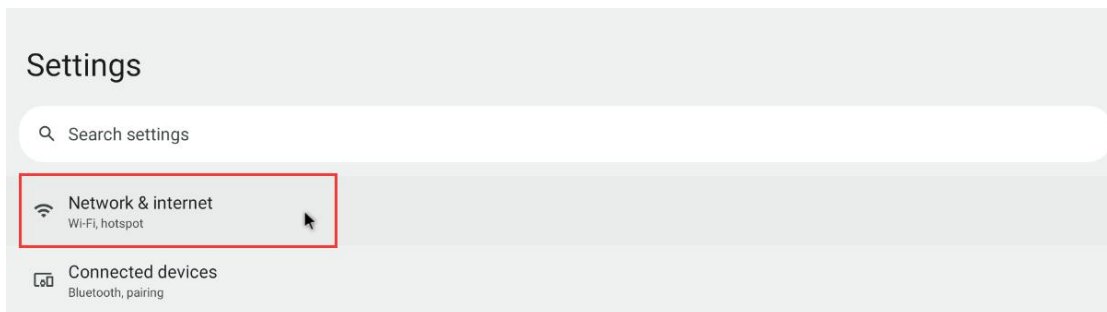 Settings
Search settings
Network & internet
Wi-Fi, hotspot
Connected devices
Bluetooth, pairing